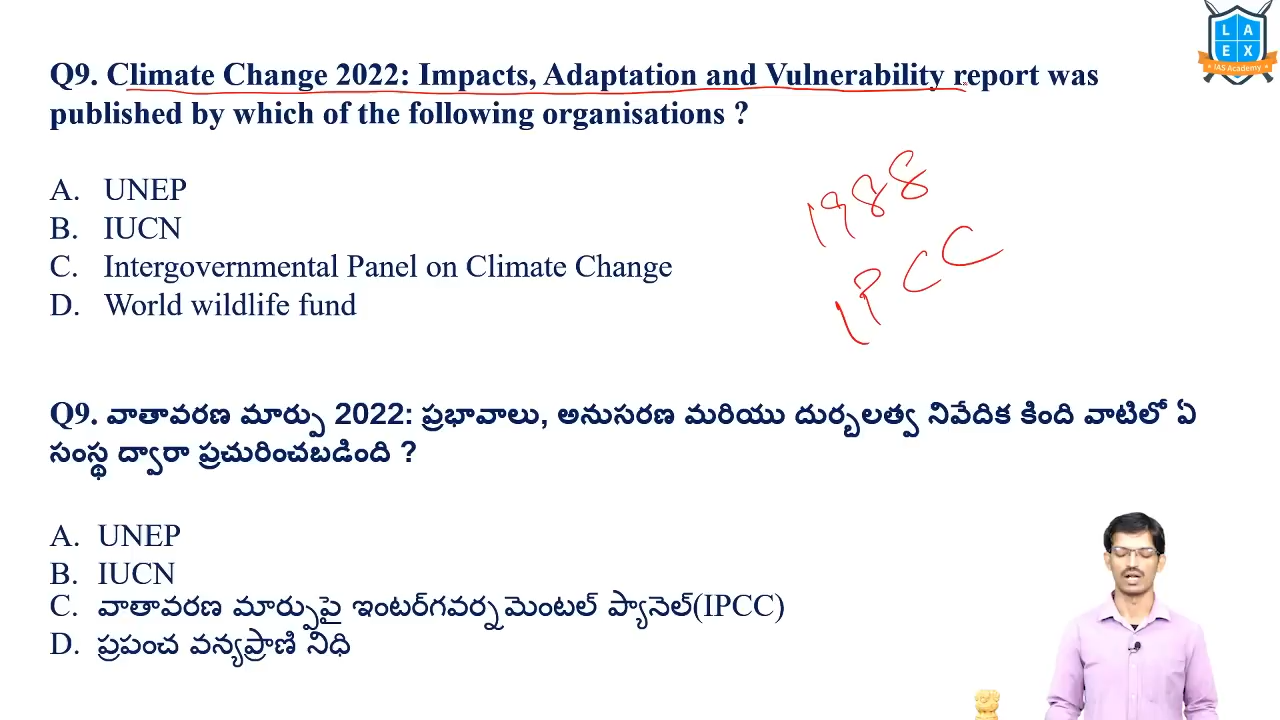 L A
E X
IAS Academy
Q9. Climate Change 2022: Impacts, Adaptation and Vulnerability report was
published by which of the following organisations ?
A. UNEP
B. IUCN
C. Intergovernmental Panel on Climate Change
D. World wildlife fund
1988
IPCC
Q9. వాతావరణ మార్పు 2022: ప్రభావాలు, అనుసరణ మరియు దుర్బలత్వ నివేదిక కింది వాటిలో ఏ
సంస్థ ద్వారా ప్రచురించబడింది ?
A. UNEP
B. IUCN
C. వాతావరణ మార్పుపై ఇంటర్‌గవర్నమెంటల్ ప్యానెల్(IPCC)
D. ప్రపంచ వన్యప్రాణి నిధి